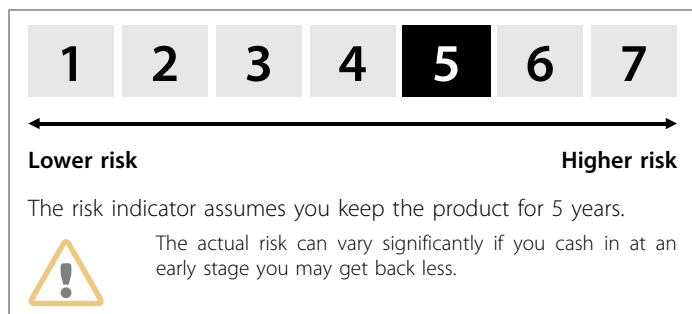 1 2 3 4 5 6 7
Lower risk Higher risk
The risk indicator assumes you keep the product for 5 years.
The actual risk can vary significantly if you cash in at an
early stage you may get back less.